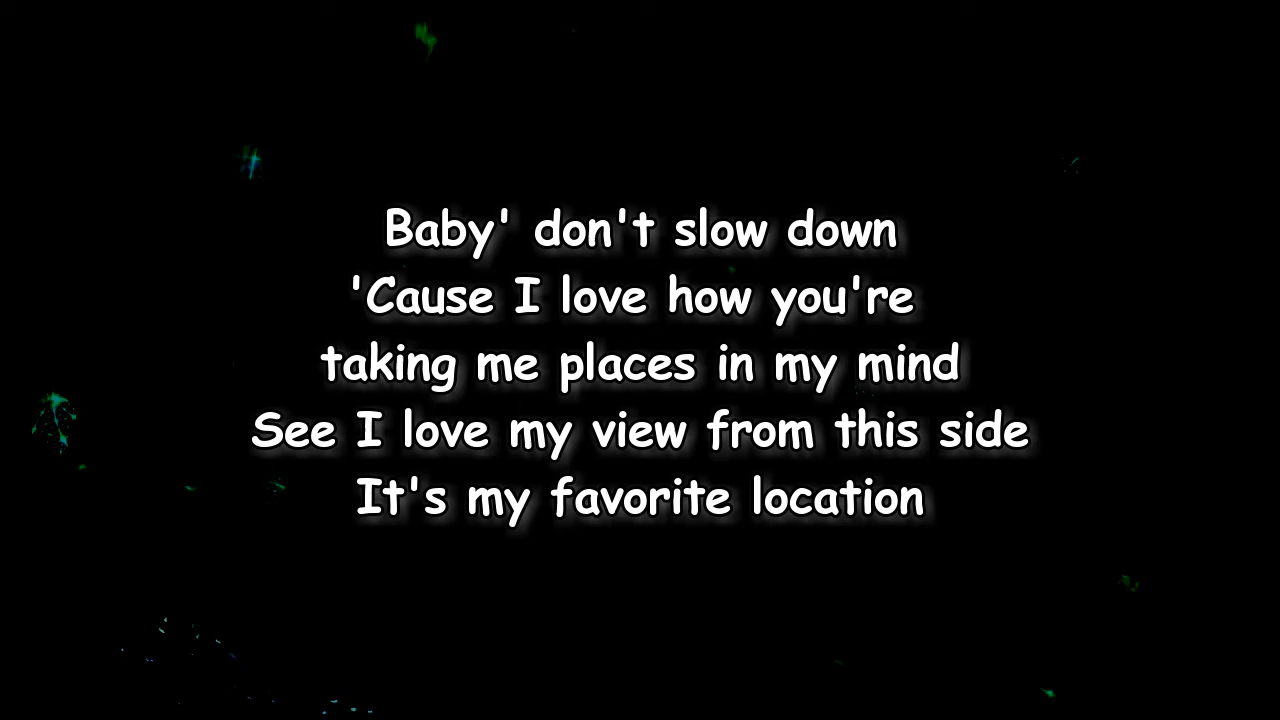 Baby' don't slow down
'Cause I love how you're
taking me places in my mind
See I love my view from this side
It's my favorite location